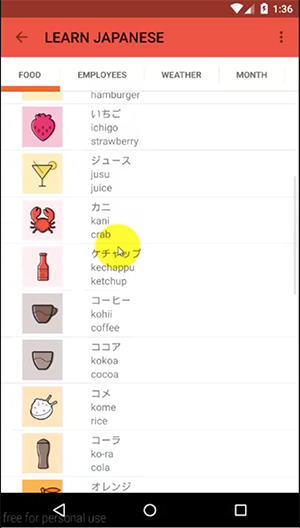 1:36
LEARN JAPANESE
FOOD EMPLOYEES WEATHER MONTH
hamburger
いちご
ichigo
strawberry
ジュース
jusu
juice
カニ
kani
crab
ケチャップ
kechappu
ketchup
コーヒー
kohii
coffee
ココア
kokoa
cocoa
コメ
kome
rice
コーラ
ko-ra
cola
オレンジ
free for personal use